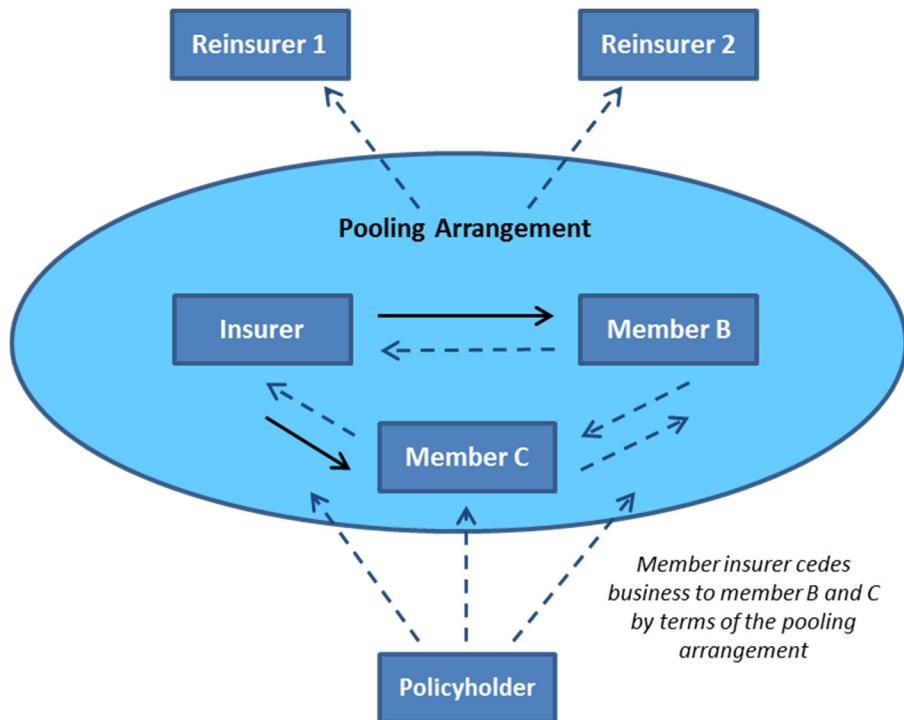 Reinsurer 1
Reinsurer 2
Pooling Arrangement
Insurer
Member B
Member C
Member insurer cedes
business to member B and C
by terms of the pooling
arrangement
Policyholder